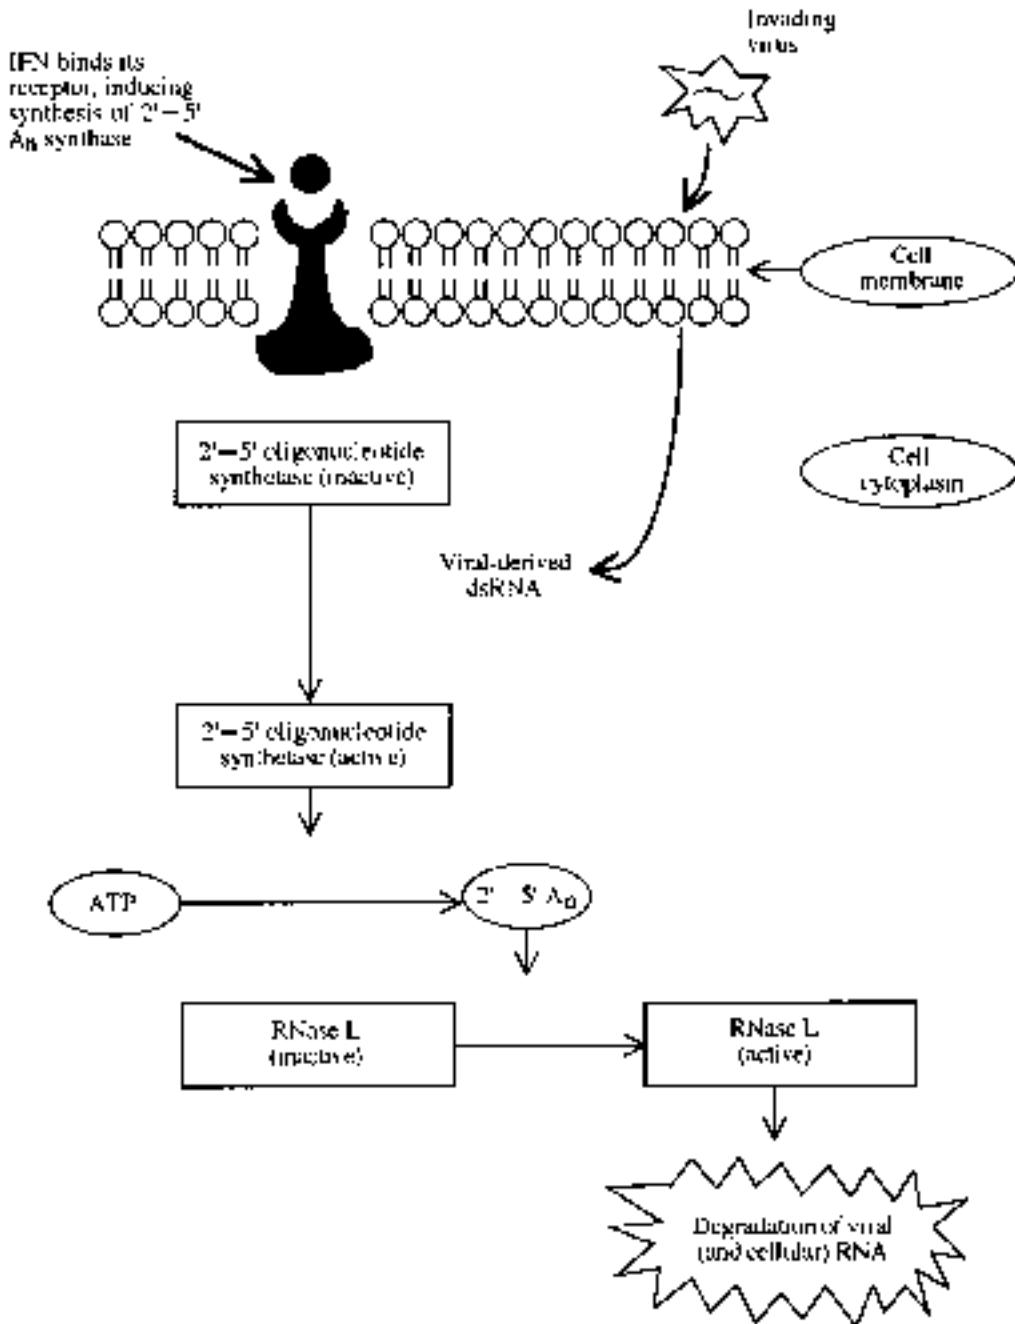 Invading
virus
IFN binds its
receptor, inducing
synthesis of 2'–5'
An synthase
Cell
membrane
2'–5' oligonucleotide
synthetase (inactive)
Cell
cytoplasm
Viral-derived
dsRNA
2'–5' oligonucleotide
synthetase (active)
ATP
2' 5' An
RNase L
(inactive)
RNase L
(active)
Degradation of viral
(and cellular) RNA